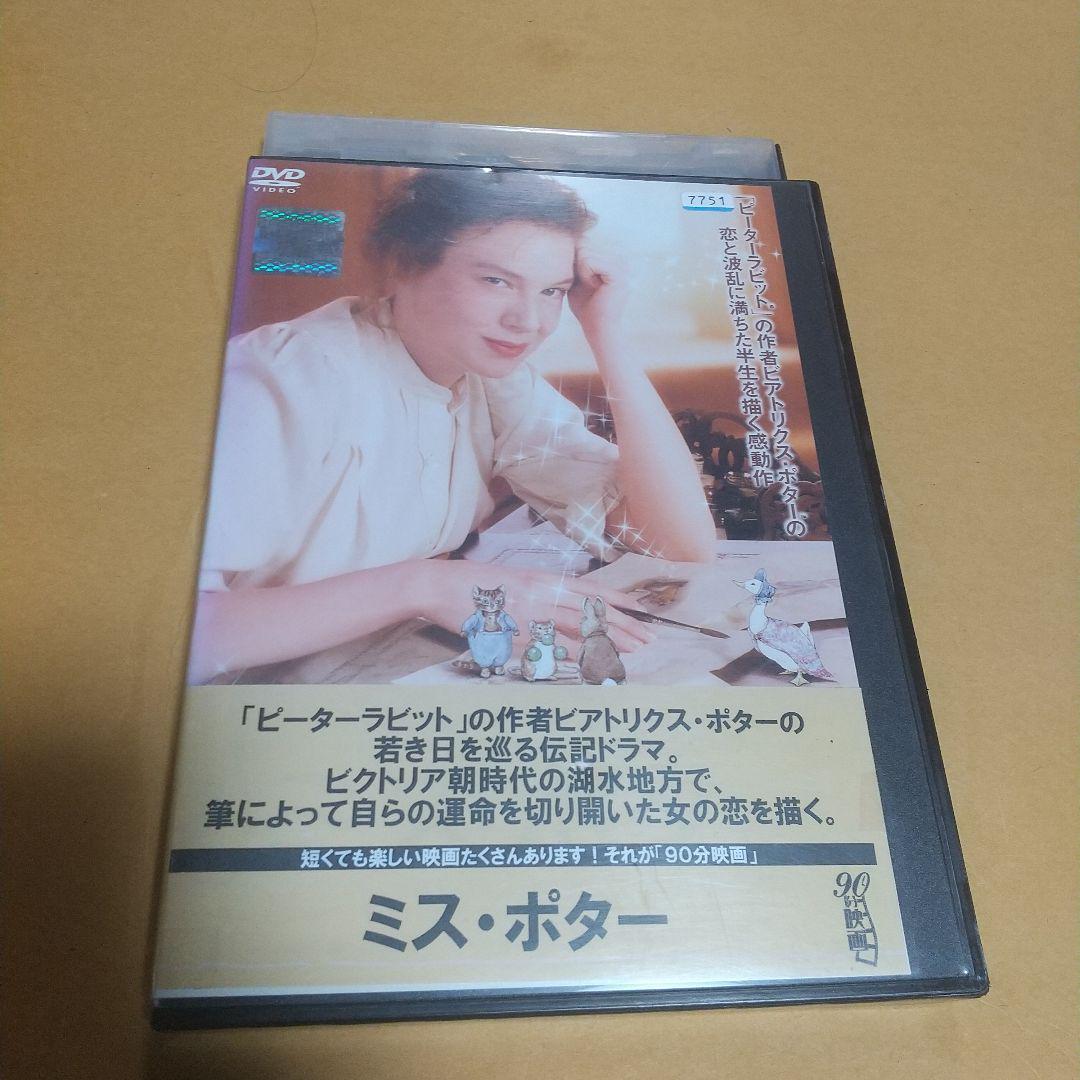 DVD
VIDEO
7751
「ピーターラビット」の作者ビアトリクス・ポターの
恋と波乱に満ちた半生を描く感動作
「ピーターラビット」の作者ビアトリクス・ポターの
若き日を巡る伝記ドラマ。
ビクトリア朝時代の湖水地方で、
筆によって自らの運命を切り開いた女の恋を描く。
短くても楽しい映画たくさんあります!それが「90分映画」
ミス・ポター
90
分
映画